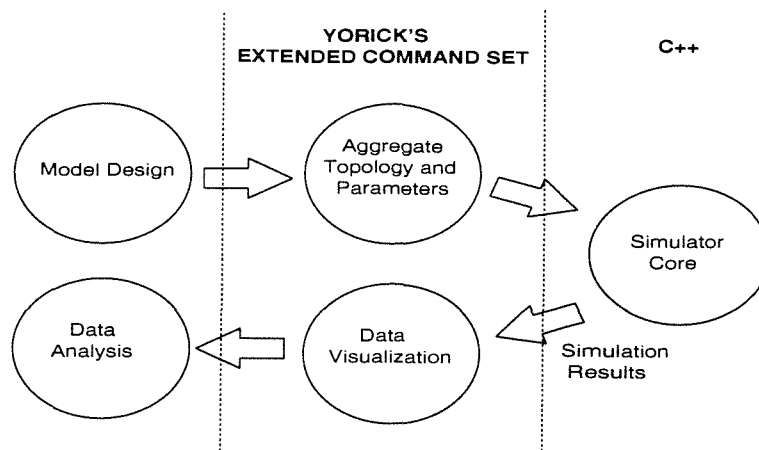 YORICK'S
EXTENDED COMMAND SET
C++
Model Design
Aggregate
Topology and
Parameters
Simulator
Core
Data
Analysis
Data
Visualization
Simulation
Results